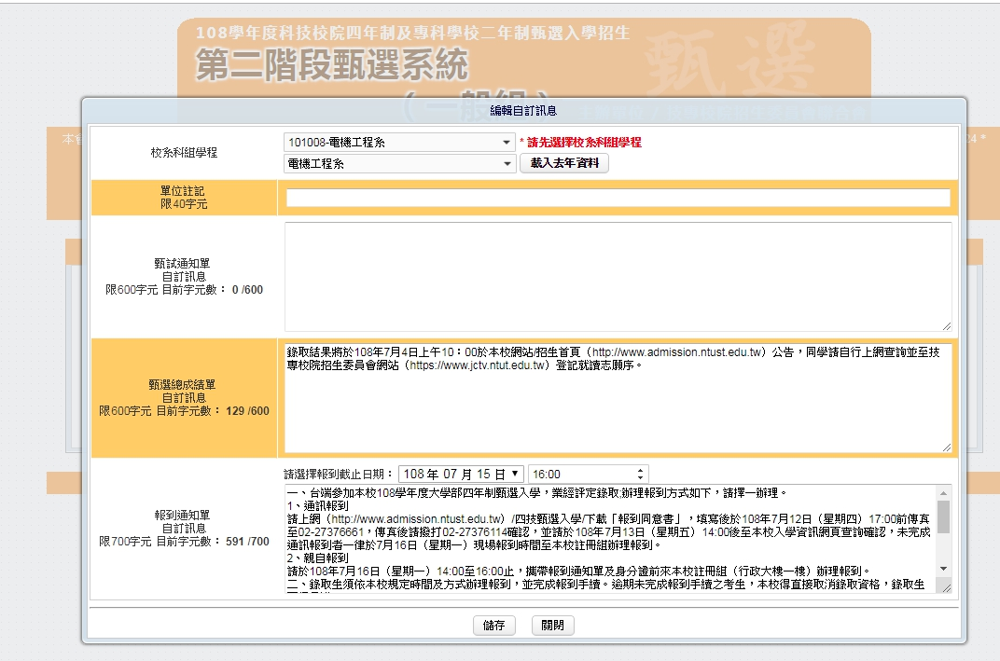 108學年度科技校院四年制及專科學校二年制甄選入學招生
第二階段甄選系統
（一般組）
甄選
編輯自訂訊息
校系科組學程
101008-電機工程系
* 請先選擇校系科組學程
電機工程系
載入去年資料
單位註記
限40字元
甄試通知單
自訂訊息
限600字元 目前字元數： 0 /600
錄取結果將於108年7月4日上午10：00於本校網站/招生首頁（http://www.admission.ntust.edu.tw）公告，同學請自行上網查詢並至技
專校院招生委員會網站（https://www.jctv.ntut.edu.tw）登記就讀志願序。
甄選總成績單
自訂訊息
限600字元 目前字元數： 129 /600
請選擇報到截止日期： 108 年 07 月 15 日 16:00
一、台端參加本校108學年度大學部四年制甄選入學，業經評定錄取,辦理報到方式如下，請擇一辦理。
1、通訊報到
請上網（http://www.admission.ntust.edu.tw）/四技甄選入學/下載「報到同意書」，填寫後於108年7月12日（星期四）17:00前傳真
至02-27376661，傳真後請撥打02-27376114確認，並請於108年7月13日（星期五）14:00後至本校入學資訊網頁查詢確認，未完成
通訊報到者一律於7月16日（星期一）現場報到時間至本校註冊組辦理報到。
2、親自報到
請於108年7月16日（星期一）14:00至16:00止，攜帶報到通知單及身分證前來本校註冊組（行政大樓一樓）辦理報到。
二、錄取生須依本校規定時間及方式辦理報到，並完成報到手續。逾期未完成報到手續之考生，本校得直接取消錄取資格，錄取生
報到通知單
自訂訊息
限700字元 目前字元數： 591 /700
儲存
關閉